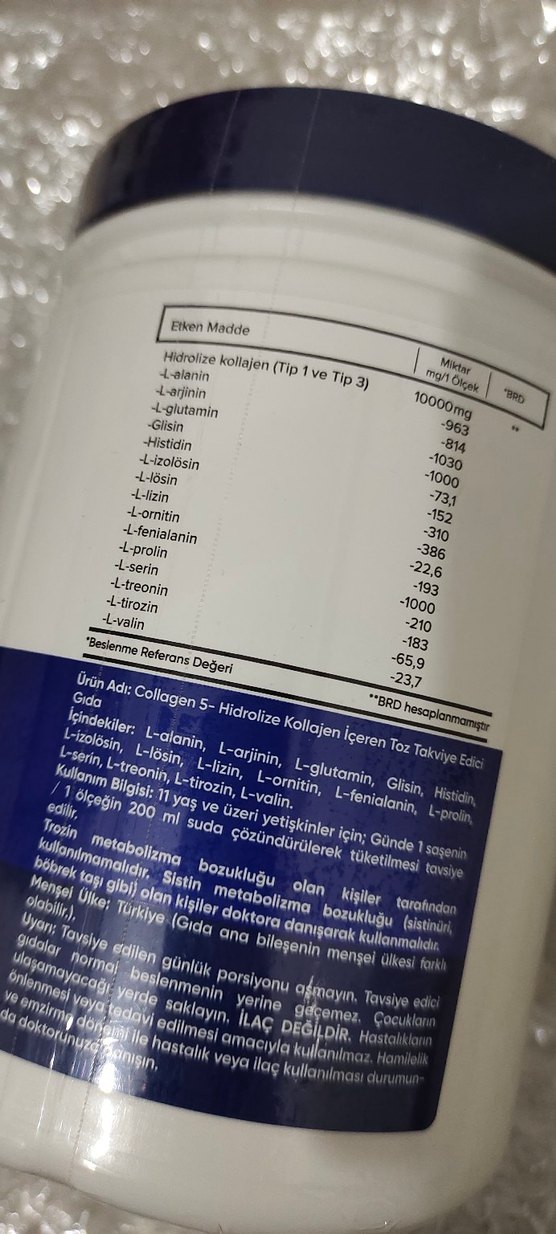 Etken Madde Miktar mg/1 Ölçek *BRD
Hidrolize kollajen (Tip 1 ve Tip 3) 10000mg **
-L-alanin -963
-L-arjinin -814
-L-glutamin -1030
-Glisin -1000
-Histidin -73,1
-L-izolösin -152
-L-lösin -310
-L-lizin -386
-L-ornitin -22,6
-L-fenialanin -193
-L-prolin -1000
-L-serin -210
-L-treonin -183
-L-tirozin -65,9
-L-valin -23,7
*Beslenme Referans Değeri **BRD hesaplanmamıştır
Ürün Adı: Collagen 5- Hidrolize Kollajen İçeren Toz Takviye Edici
Gıda
İçindekiler: L-alanin, L-arjinin, L-glutamin, Glisin, Histidin,
L-izolösin, L-lösin, L-lizin, L-ornitin, L-fenialanin, L-prolin,
L-serin, L-treonin, L-tirozin, L-valin.
Kullanım Bilgisi: 11 yaş ve üzeri yetişkinler için; Günde 1 saşenin
/ 1 ölçeğin 200 ml suda çözündürülerek tüketilmesi tavsiye
edilir.
Trozin metabolizma bozukluğu olan kişiler tarafından
kullanılmamalıdır. Sistin metabolizma bozukluğu (sistinüri,
böbrek taşı gibi) olan kişiler doktora danışarak kullanmalıdır.
Menşei Ülke: Türkiye (Gıda ana bileşenin menşei ülkesi farklı
olabilir.).
Uyarı: Tavsiye edilen günlük porsiyonu aşmayın. Tavsiye edici
gıdalar normal beslenmenin yerine geçemez. Çocukların
ulaşamayacağı yerde saklayın. İLAÇ DEĞİLDİR. Hastalıkların
önlenmesi veya tedavi edilmesi amacıyla kullanılmaz. Hamilelik
ve emzirme dönemi ile hastalık veya ilaç kullanılması durumun-
da doktorunuza danışın.